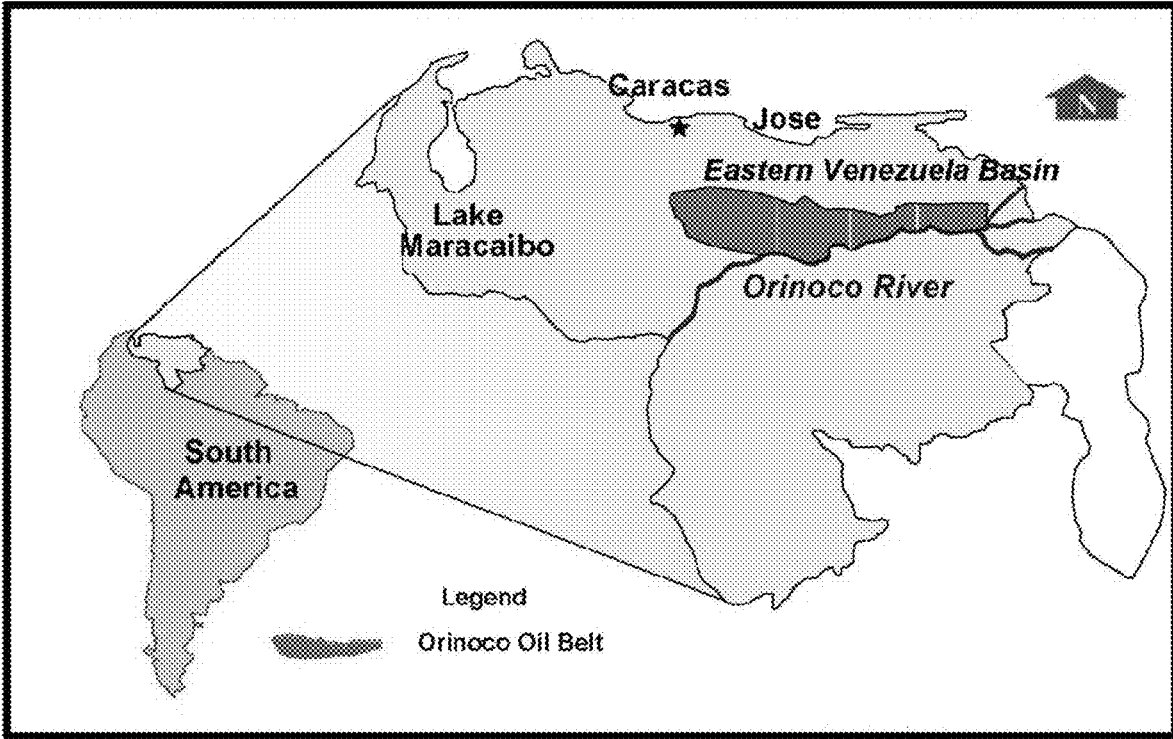 Caracas
Jose
N
Eastern Venezuela Basin
Lake
Maracaibo
Orinoco River
South
America
Legend
Orinoco Oil Belt